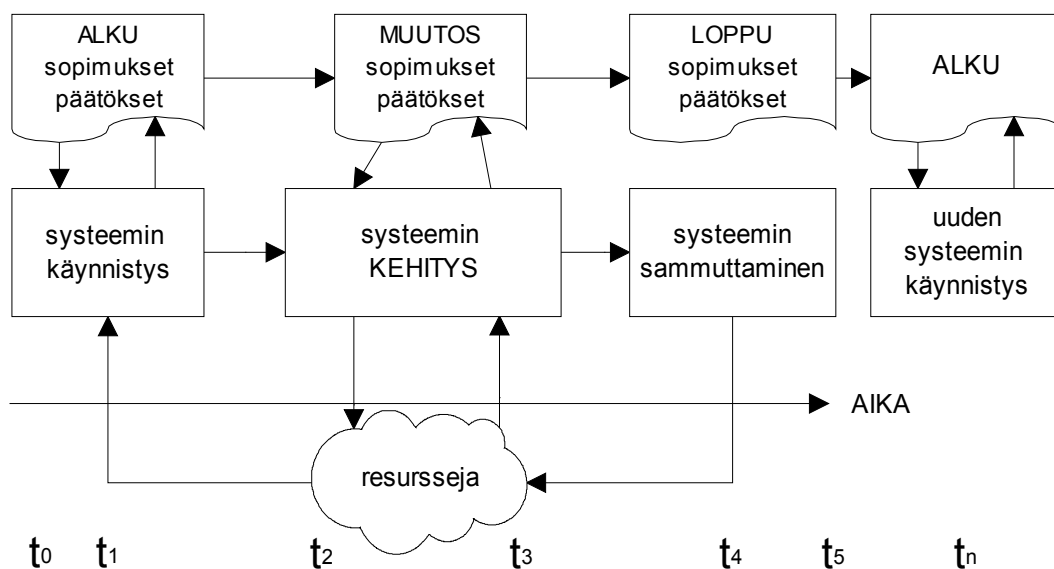 ALKU
sopimukset
päätökset
MUUTOS
sopimukset
päätökset
LOPPU
sopimukset
päätökset
ALKU
systeemin
käynnistys
systeemin
KEHITYS
systeemin
sammuttaminen
uuden
systeemin
käynnistys
AIKA
resursseja
t0 t1 t2 t3 t4 t5 tn